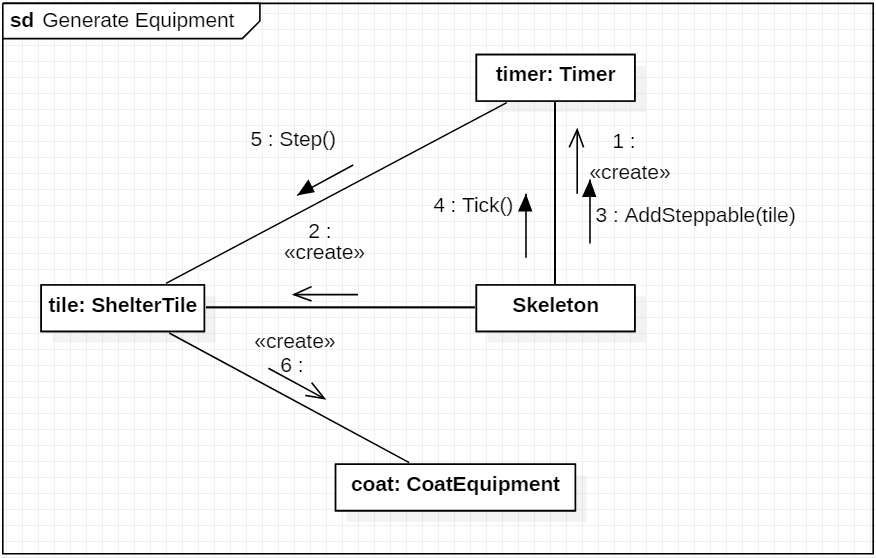 sd Generate Equipment
timer: Timer
5 : Step()
1 :
«create»
4 : Tick()
3 : AddSteppable(tile)
2 :
«create»
tile: ShelterTile
Skeleton
«create»
6 :
coat: CoatEquipment